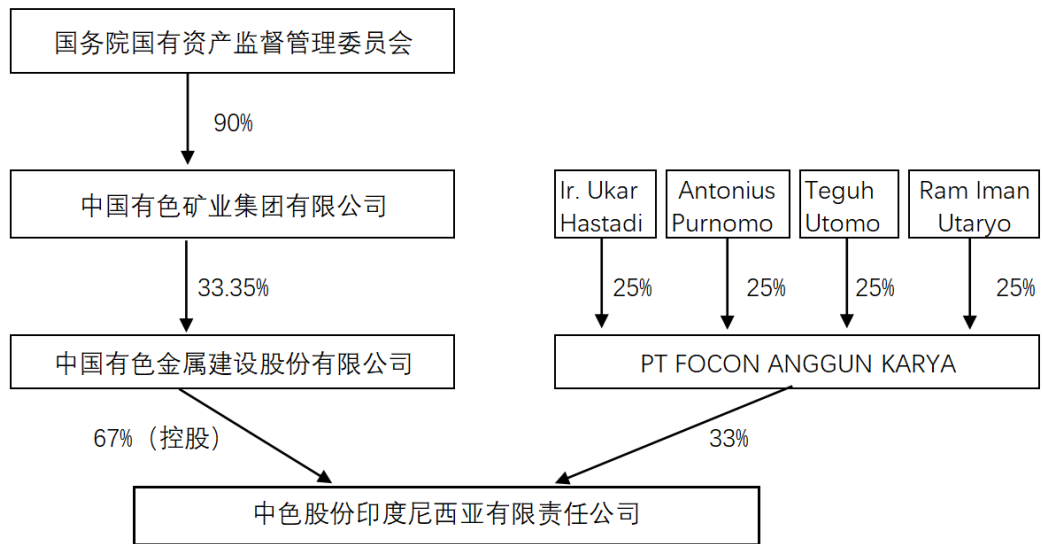 国务院国有资产监督管理委员会
90%
中国有色矿业集团有限公司
Ir. Ukar
Hastadi
Antonius
Purnomo
Teguh
Utomo
Ram Iman
Utaryo
33.35%
25%
25%
25%
25%
中国有色金属建设股份有限公司
PT FOCON ANGGUN KARYA
67%（控股）
33%
中色股份印度尼西亚有限责任公司